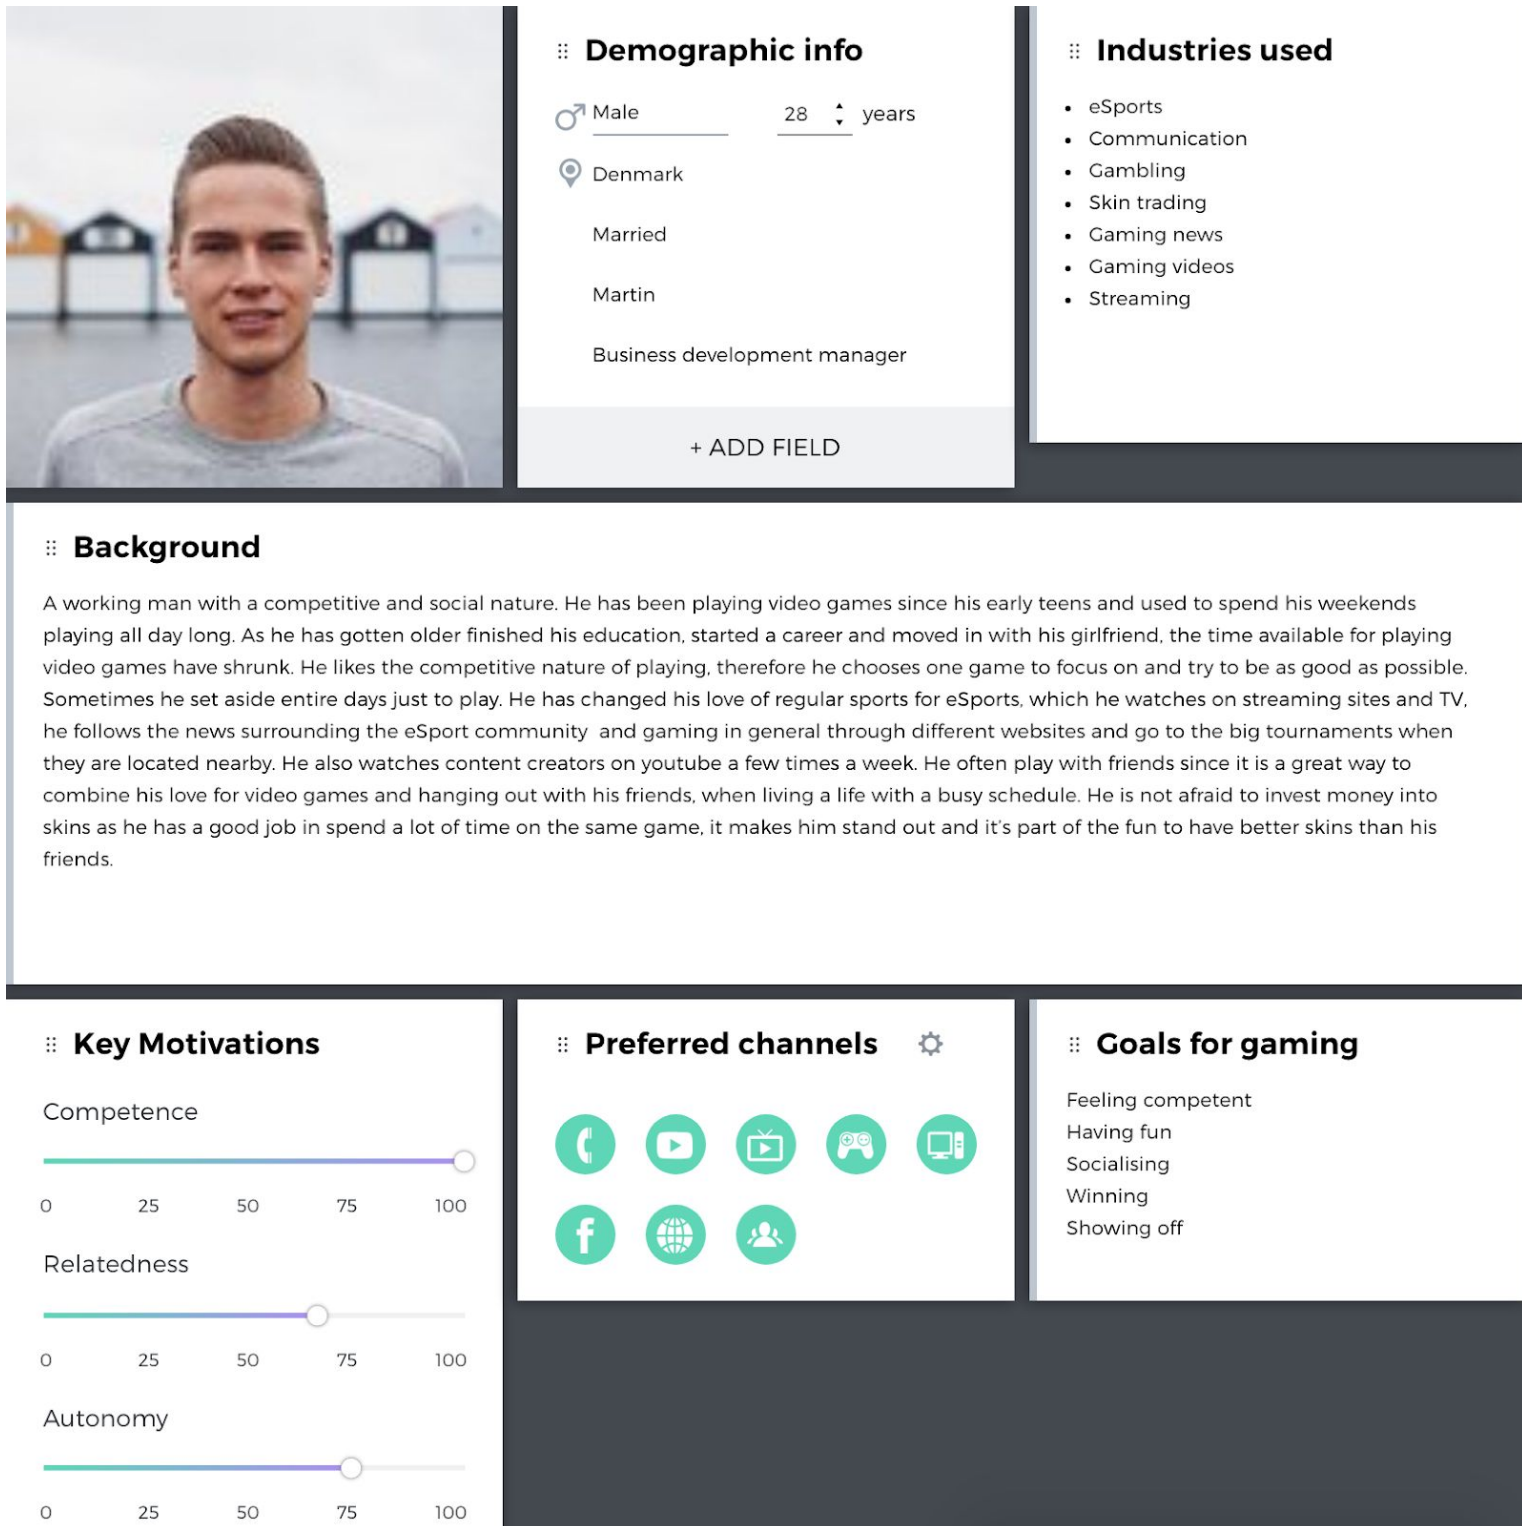 Demographic info
Male 28 years
Denmark
Married
Martin
Business development manager
+ ADD FIELD
Industries used
• eSports
• Communication
• Gambling
• Skin trading
• Gaming news
• Gaming videos
• Streaming
Background
A working man with a competitive and social nature. He has been playing video games since his early teens and used to spend his weekends
playing all day long. As he has gotten older finished his education, started a career and moved in with his girlfriend, the time available for playing
video games have shrunk. He likes the competitive nature of playing, therefore he chooses one game to focus on and try to be as good as possible.
Sometimes he set aside entire days just to play. He has changed his love of regular sports for eSports, which he watches on streaming sites and TV,
he follows the news surrounding the eSport community  and gaming in general through different websites and go to the big tournaments when
they are located nearby. He also watches content creators on youtube a few times a week. He often play with friends since it is a great way to
combine his love for video games and hanging out with his friends, when living a life with a busy schedule. He is not afraid to invest money into
skins as he has a good job in spend a lot of time on the same game, it makes him stand out and it's part of the fun to have better skins than his
friends.
Key Motivations
Competence
0 25 50 75 100
Relatedness
0 25 50 75 100
Autonomy
0 25 50 75 100
Preferred channels
f
Goals for gaming
Feeling competent
Having fun
Socialising
Winning
Showing off